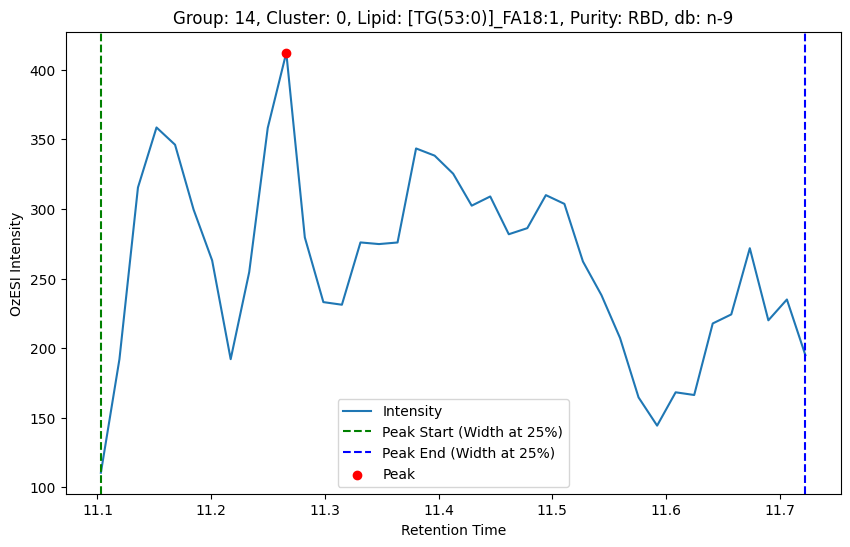 Group: 14, Cluster: 0, Lipid: [TG(53:0)]_FA18:1, Purity: RBD, db: n-9
OzESI Intensity
400
350
300
250
200
150
100
Intensity
Peak Start (Width at 25%)
Peak End (Width at 25%)
Peak
11.1 11.2 11.3 11.4 11.5 11.6 11.7
Retention Time